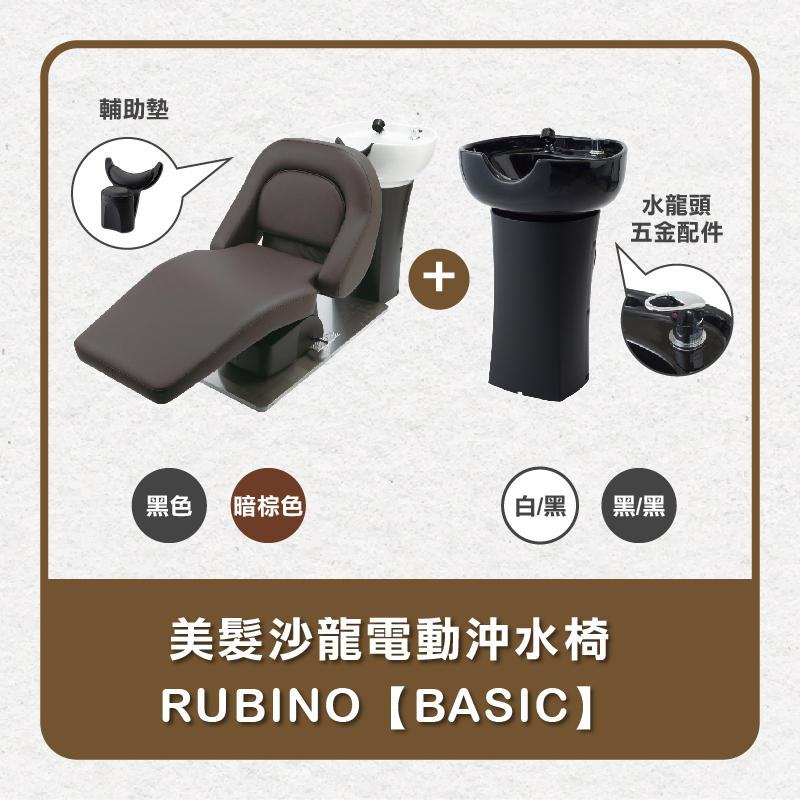 輔助墊
水龍頭
五金配件
+
黑色
暗棕色
白/黑
黑/黑
美髮沙龍電動沖水椅
RUBINO【BASIC】